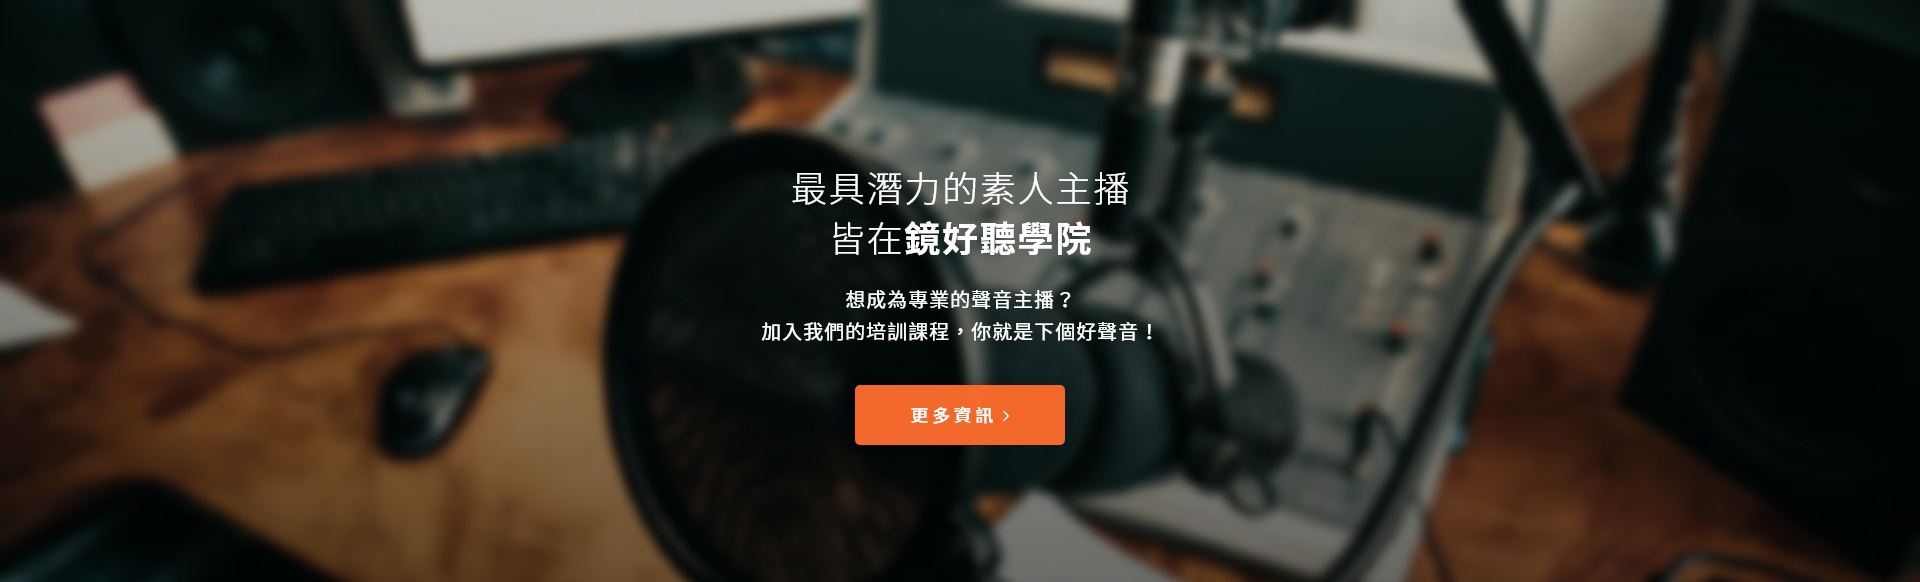 最具潛力的素人主播
皆在鏡好聽學院
想成為專業的聲音主播？
加入我們的培訓課程，你就是下個好聲音！
更多資訊 >